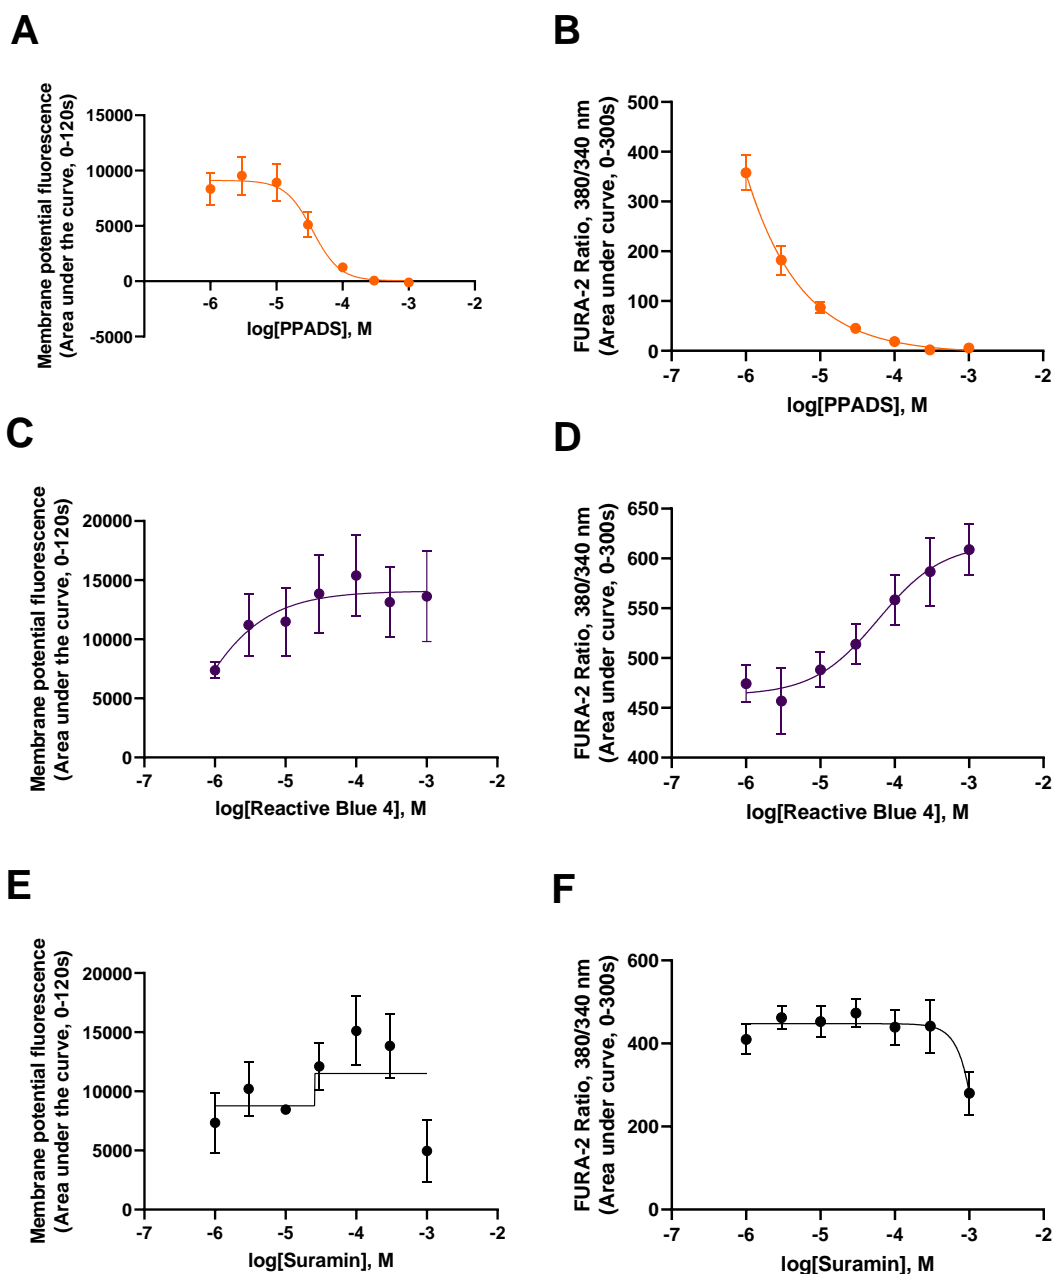 A
Membrane potential fluorescence
(Area under the curve, 0-120s)
15000
10000
5000
0
-5000
-6
-5
-4
-3
-2
log[PPADS], M
B
FURA-2 Ratio, 380/340 nm
(Area under curve, 0-300s)
500
400
300
200
100
0
-7
-6
-5
-4
-3
-2
log[PPADS], M
C
Membrane potential fluorescence
(Area under the curve, 0-120s)
20000
15000
10000
5000
0
-7
-6
-5
-4
-3
-2
log[Reactive Blue 4], M
D
FURA-2 Ratio, 380/340 nm
(Area under curve, 0-300s)
650
600
550
500
450
400
-7
-6
-5
-4
-3
-2
log[Reactive Blue 4], M
E
Membrane potential fluorescence
(Area under the curve, 0-120s)
20000
15000
10000
5000
0
-7
-6
-5
-4
-3
-2
log[Suramin], M
F
FURA-2 Ratio, 380/340 nm
(Area under curve, 0-300s)
600
400
200
0
-7
-6
-5
-4
-3
-2
log[Suramin], M